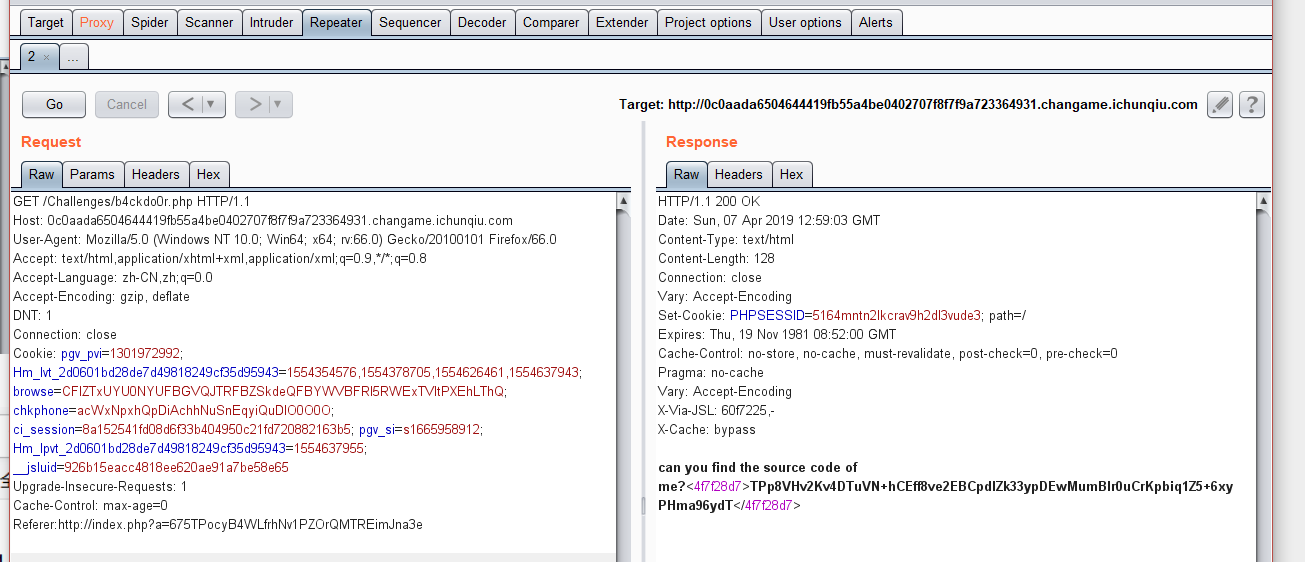 Target Proxy Spider Scanner Intruder Repeater Sequencer Decoder Comparer Extender Project options User options Alerts
2 × ...
Go Cancel < ▼ > ▼ Target: http://0c0aada6504644419fb55a4be0402707f8f7f9a723364931.changame.ichunqiu.com ?
Request
Raw Params Headers Hex
GET /Challenges/b4ckdo0r.php HTTP/1.1
Host: 0c0aada6504644419fb55a4be0402707f8f7f9a723364931.changame.ichunqiu.com
User-Agent: Mozilla/5.0 (Windows NT 10.0; Win64; x64; rv:66.0) Gecko/20100101 Firefox/66.0
Accept: text/html,application/xhtml+xml,application/xml;q=0.9,*/*;q=0.8
Accept-Language: zh-CN,zh;q=0.0
Accept-Encoding: gzip, deflate
DNT: 1
Connection: close
Cookie: pgv_pvi=1301972992;
Hm_lvt_2d0601bd28de7d49818249cf35d95943=1554354576,1554378705,1554626461,1554637943;
browse=CFlZTxUYU0NYUFBGVQJTRFBZSkdeQFBYWVBFRl5RWExTVltPXEhLThQ;
chkphone=acWxNpxhQpDiAchhNuSnEqyiQuDIO0O0O;
ci_session=8a152541fd08d6f33b404950c21fd720882163b5; pgv_si=s1665958912;
Hm_lpvt_2d0601bd28de7d49818249cf35d95943=1554637955;
__jsluid=926b15eacc4818ee620ae91a7be58e65
Upgrade-Insecure-Requests: 1
Cache-Control: max-age=0
Referer:http://index.php?a=675TPocyB4WLfrhNv1PZOrQMTREimJna3e
Response
Raw Headers Hex
HTTP/1.1 200 OK
Date: Sun, 07 Apr 2019 12:59:03 GMT
Content-Type: text/html
Content-Length: 128
Connection: close
Vary: Accept-Encoding
Set-Cookie: PHPSESSID=5164mntn2lkcrav9h2dl3vude3; path=/
Expires: Thu, 19 Nov 1981 08:52:00 GMT
Cache-Control: no-store, no-cache, must-revalidate, post-check=0, pre-check=0
Pragma: no-cache
Vary: Accept-Encoding
X-Via-JSL: 60f7225,-
X-Cache: bypass
can you find the source code of
me?<4f7f28d7>TPp8VHv2Kv4DTuVN+hCEff8ve2EBCpdlZk33ypDEwMumBIr0uCrKpbiq1Z5+6xy
PHma96ydT</4f7f28d7>